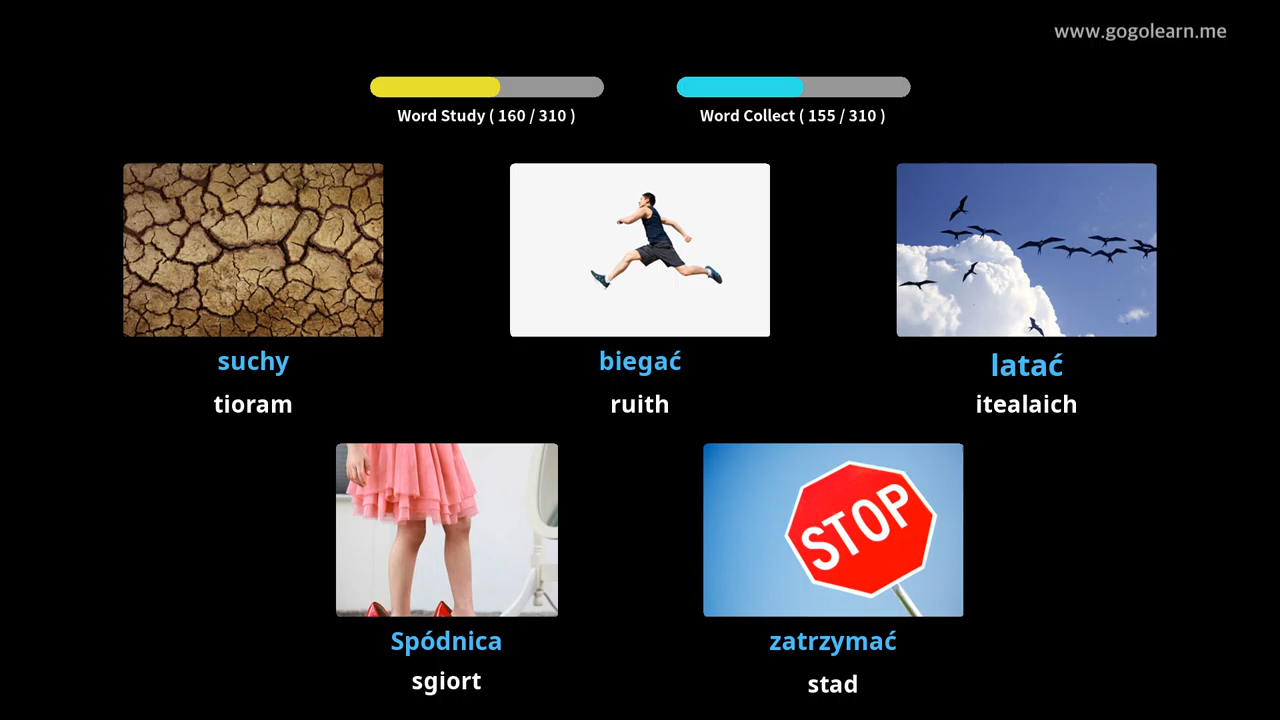 www.gogolearn.me
Word Study ( 160 / 310 )
Word Collect ( 155 / 310 )
suchy
biegać
latać
tioram
ruith
itealaich
STOP
Spódnica
zatrzymać
sgiort
stad